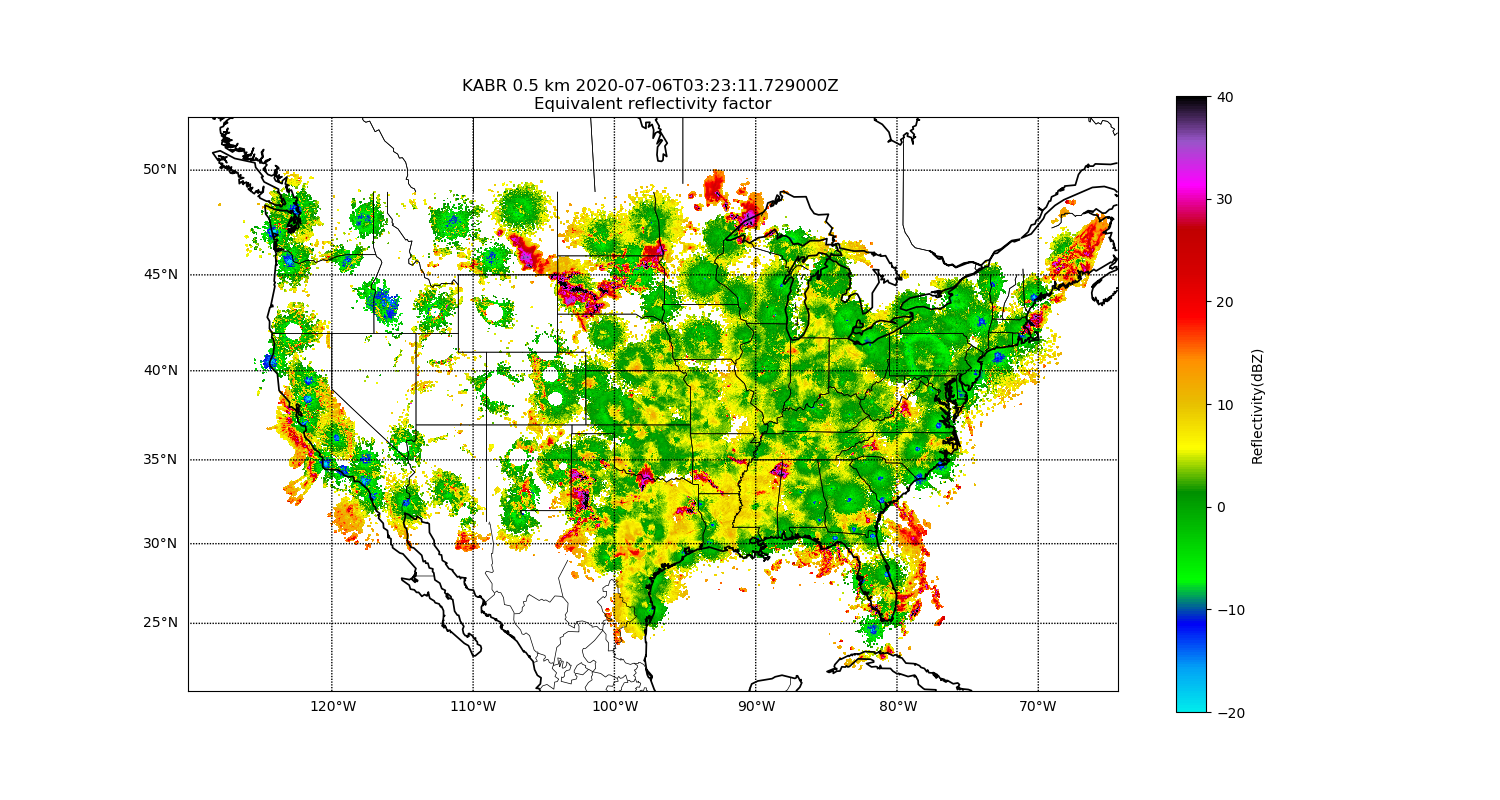 KABR 0.5 km 2020-07-06T03:23:11.729000Z
Equivalent reflectivity factor
50°N
45°N
40°N
35°N
30°N
25°N
120°W
110°W
100°W
90°W
80°W
70°W
40
30
20
10
0
−10
−20
Reflectivity(dBZ)